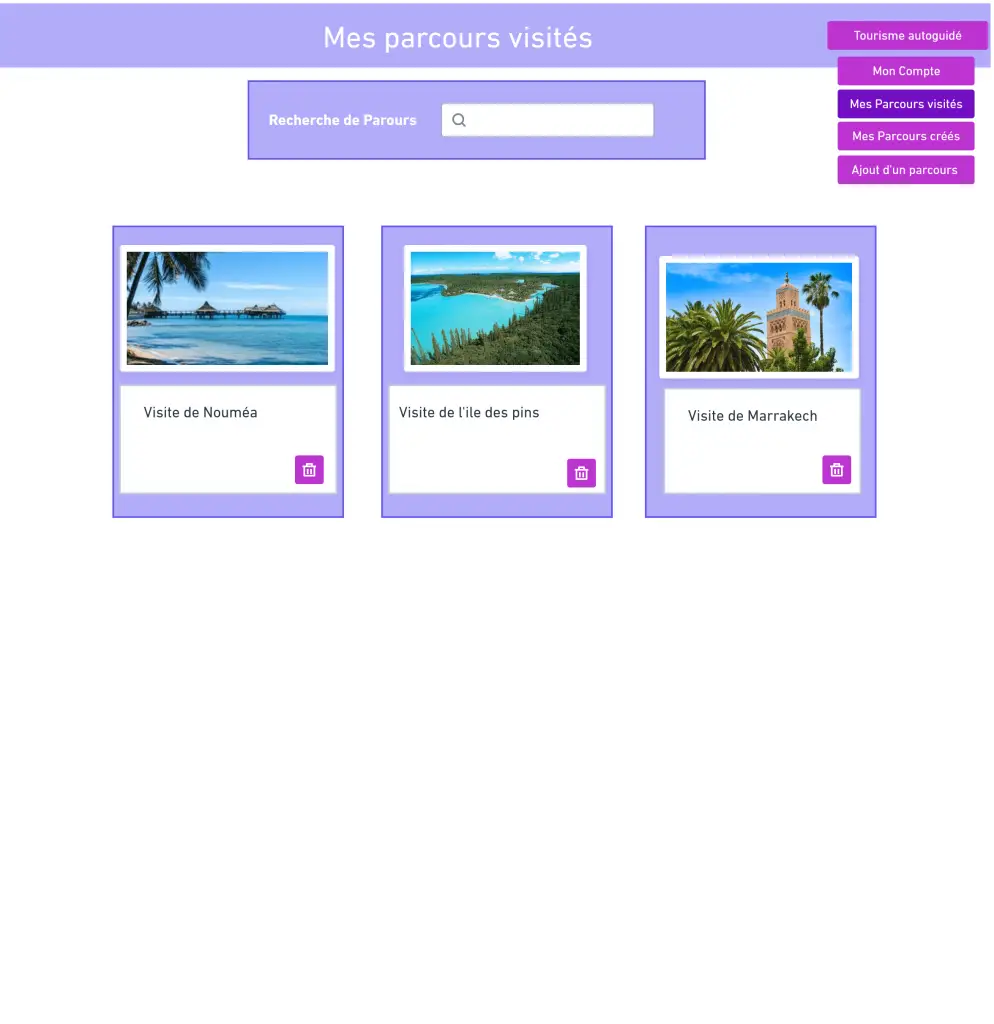 Mes parcours visités
Tourisme autoguidé
Mon Compte
Mes Parcours visités
Mes Parcours créés
Ajout d'un parcours
Recherche de Parours
Visite de Nouméa
Visite de l'ile des pins
Visite de Marrakech